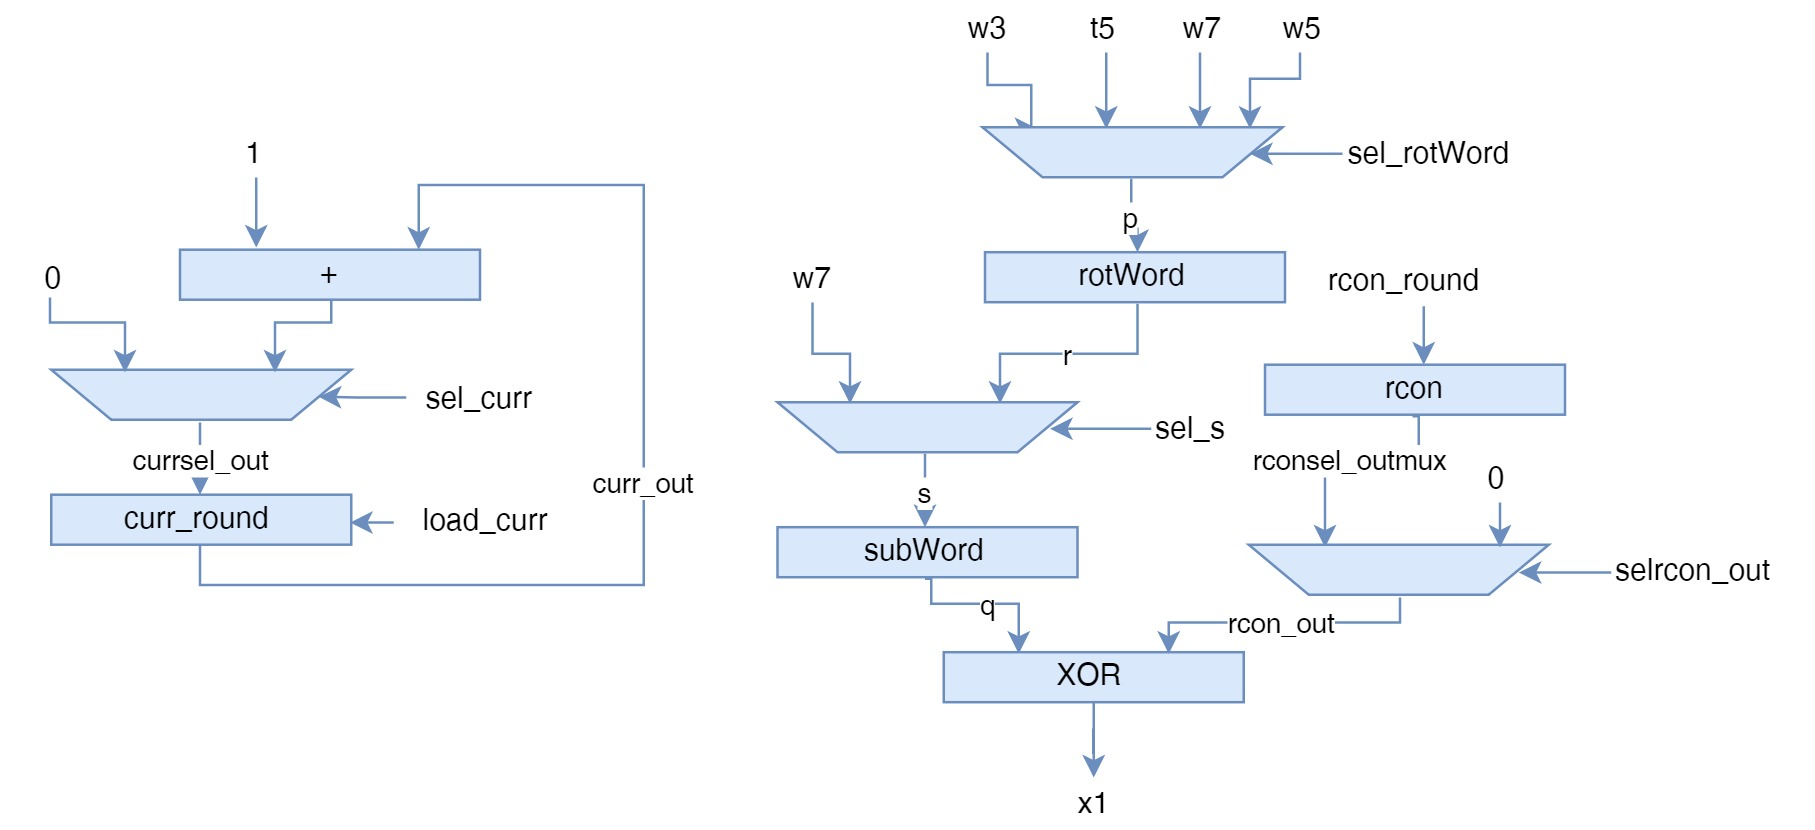 w3 t5 w7 w5
1
sel_rotWord
p
+
0
w7
rotWord
rcon_round
r
sel_curr
rcon
sel_s
currsel_out
rconsel_outmux
0
curr_out
s
curr_round
load_curr
subWord
selrcon_out
q
rcon_out
XOR
x1